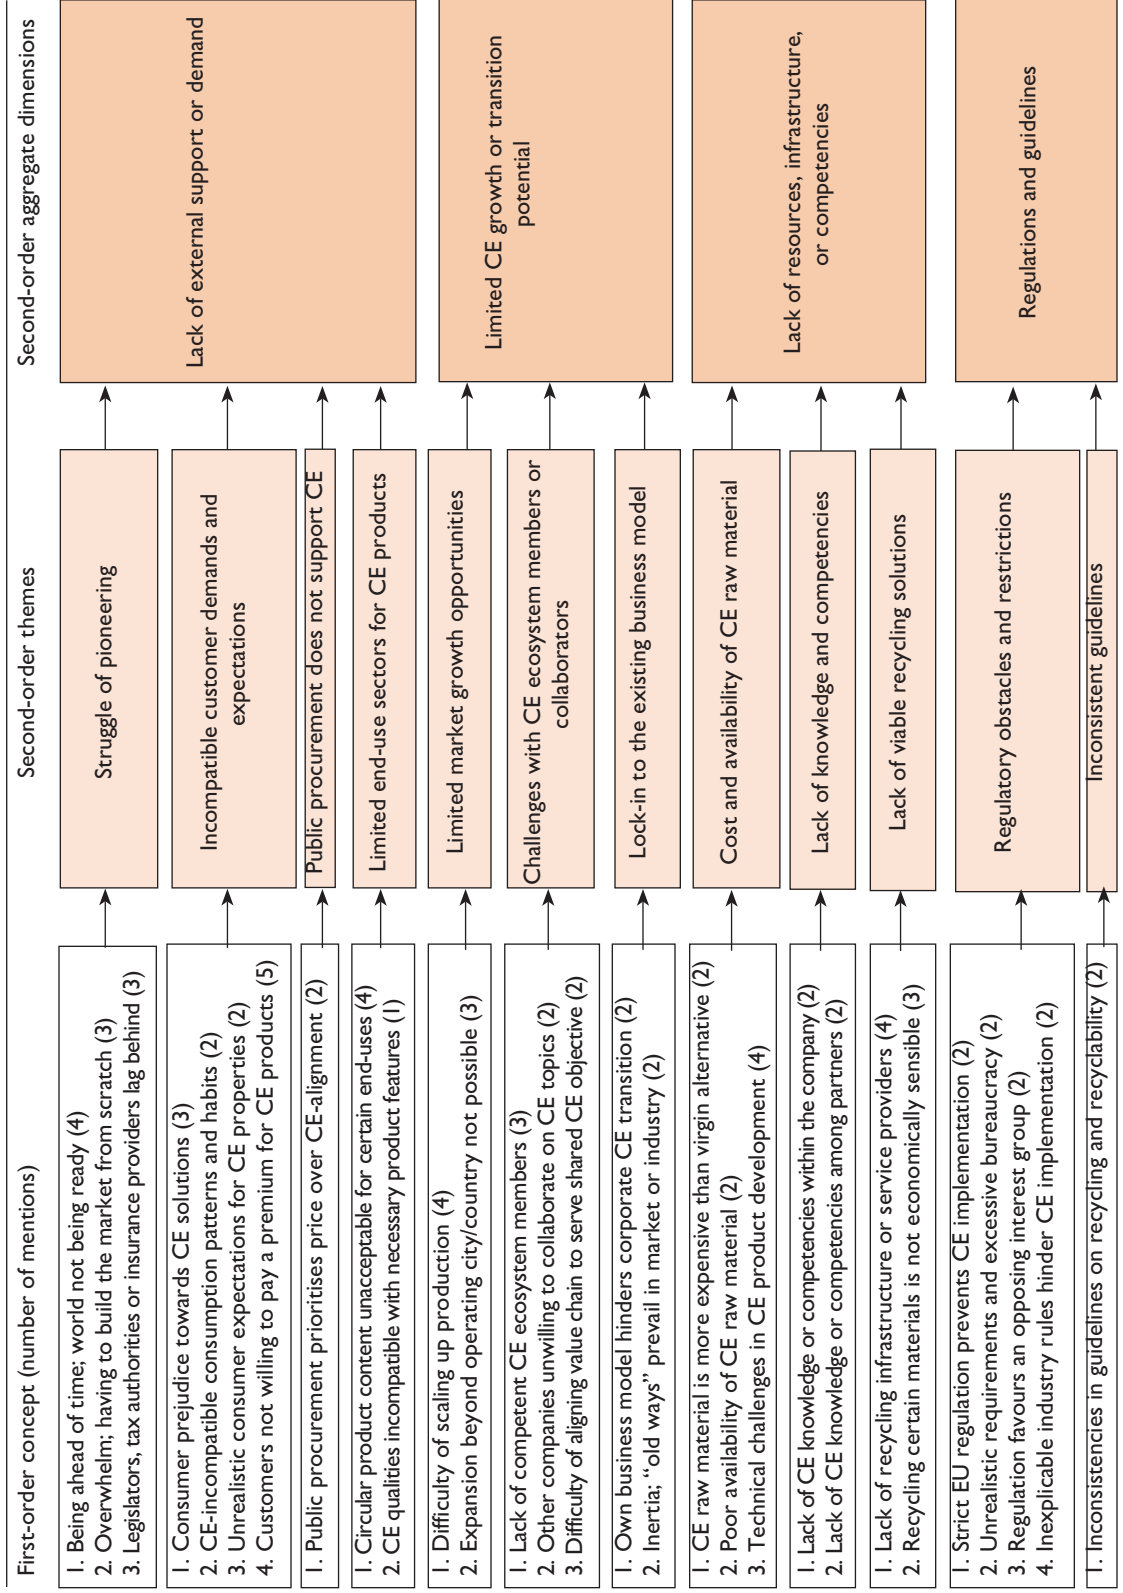 First-order concept (number of mentions)
Second-order themes
Second-order aggregate dimensions
1. Being ahead of time; world not being ready (4)
2. Overwhelm; having to build the market from scratch (3)
3. Legislators, tax authorities or insurance providers lag behind (3)
Struggle of pioneering
1. Consumer prejudice towards CE solutions (3)
2. CE-incompatible consumption patterns and habits (2)
3. Unrealistic consumer expectations for CE properties (2)
4. Customers not willing to pay a premium for CE products (5)
Incompatible customer demands and
expectations
1. Public procurement prioritises price over CE-alignment (2)
Public procurement does not support CE
1. Circular product content unacceptable for certain end-uses (4)
2. CE qualities incompatible with necessary product features (1)
Limited end-use sectors for CE products
Lack of external support or demand
1. Difficulty of scaling up production (4)
2. Expansion beyond operating city/country not possible (3)
Limited market growth opportunities
1. Lack of competent CE ecosystem members (3)
2. Other companies unwilling to collaborate on CE topics (2)
3. Difficulty of aligning value chain to serve shared CE objective (2)
Challenges with CE ecosystem members or
collaborators
1. Own business model hinders corporate CE transition (2)
2. Inertia; “old ways” prevail in market or industry (2)
Lock-in to the existing business model
Limited CE growth or transition
potential
1. CE raw material is more expensive than virgin alternative (2)
2. Poor availability of CE raw material (2)
3. Technical challenges in CE product development (4)
Cost and availability of CE raw material
1. Lack of CE knowledge or competencies within the company (2)
2. Lack of CE knowledge or competencies among partners (2)
Lack of knowledge and competencies
1. Lack of recycling infrastructure or service providers (4)
2. Recycling certain materials is not economically sensible (3)
Lack of viable recycling solutions
Lack of resources, infrastructure,
or competencies
1. Strict EU regulation prevents CE implementation (2)
2. Unrealistic requirements and excessive bureaucracy (2)
3. Regulation favours an opposing interest group (2)
4. Inexplicable industry rules hinder CE implementation (2)
Regulatory obstacles and restrictions
1. Inconsistencies in guidelines on recycling and recyclability (2)
Inconsistent guidelines
Regulations and guidelines